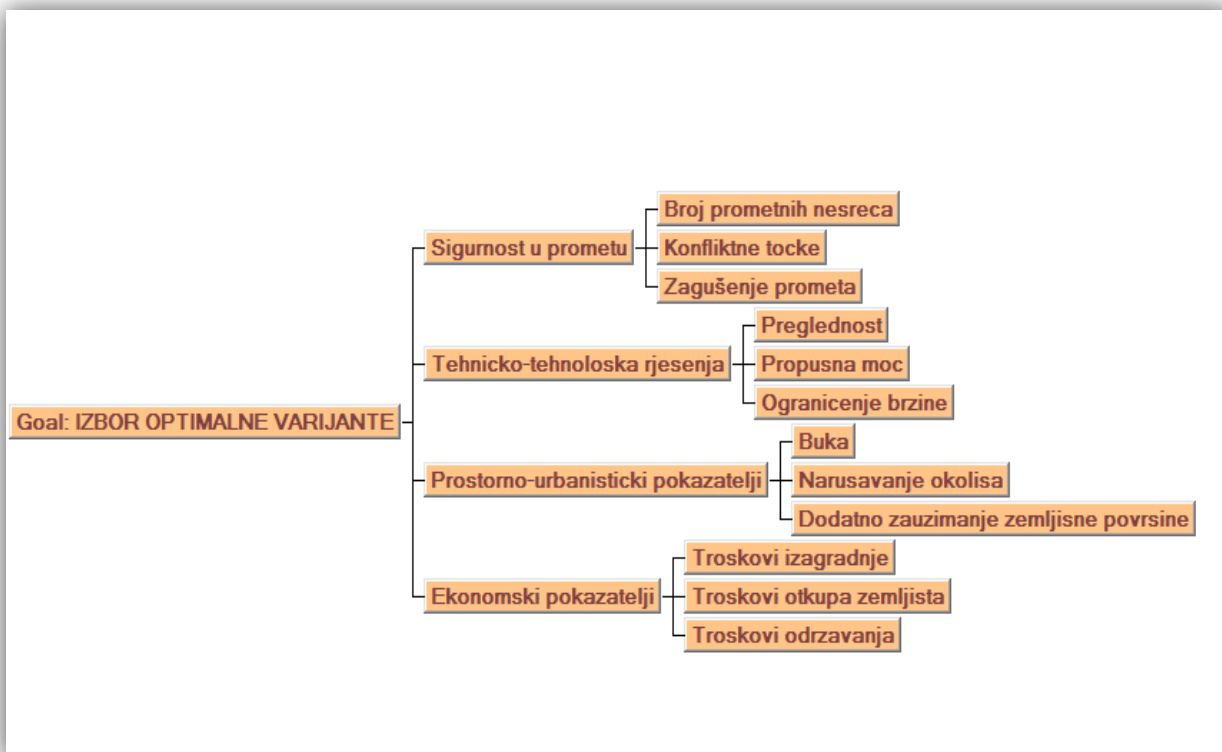 Broj prometnih nesreca
Sigurnost u prometu
Konfliktne tocke
Zagušenje prometa
Preglednost
Tehnicko-tehnoloska rjesenja
Propusna moc
Ogranicenje brzine
Goal: IZBOR OPTIMALNE VARIJANTE
Buka
Prostorno-urbanisticki pokazatelji
Narusavanje okolisa
Dodatno zauzimanje zemljisne povrsine
Troskovi izagradnje
Ekonomski pokazatelji
Troskovi otkupa zemljista
Troskovi odrzavanja